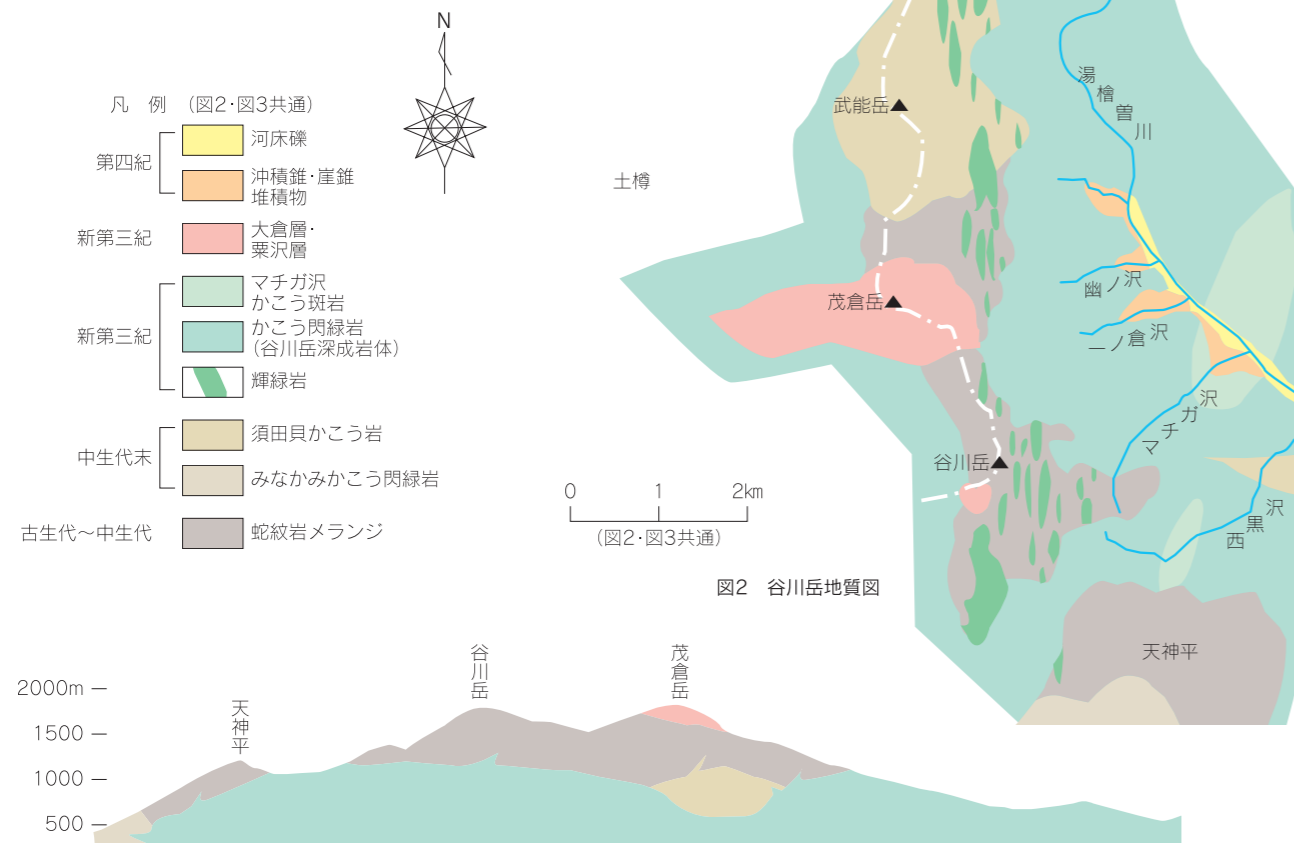 N
凡 例 (図2・図3共通)
第四紀
河床礫
沖積錐・崖錐
堆積物
新第三紀
大倉層・
粟沢層
新第三紀
マチガ沢
かこう斑岩
かこう閃緑岩
(谷川岳深成岩体)
輝緑岩
中生代末
須田貝かこう岩
みなかみかこう閃緑岩
古生代〜中生代
蛇紋岩メランジ
0 1 2km
(図2・図3共通)
土樽
武能岳
茂倉岳
谷川岳
湯檜曽川
幽ノ沢
一ノ倉沢
マチガ沢
西黒沢
天神平
図2 谷川岳地質図
天神平
谷川岳
茂倉岳
2000m
1500
1000
500